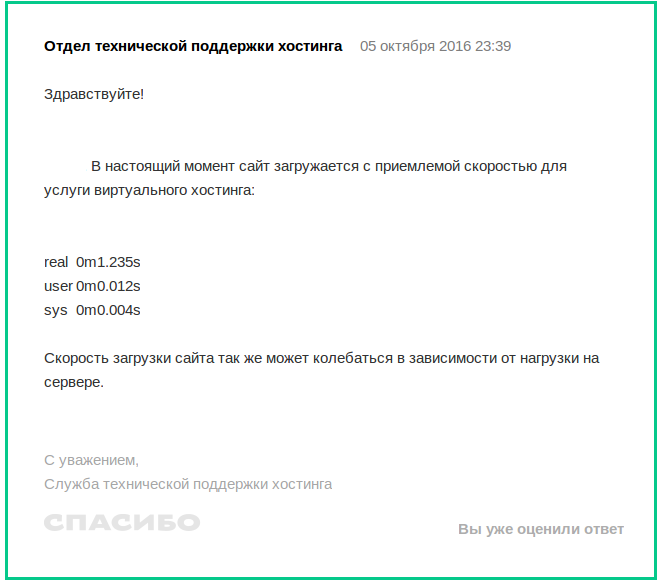 Отдел технической поддержки хостинга 05 октября 2016 23:39
Здравствуйте!
В настоящий момент сайт загружается с приемлемой скоростью для
услуги виртуального хостинга:
real 0m1.235s
user 0m0.012s
sys 0m0.004s
Скорость загрузки сайта так же может колебаться в зависимости от нагрузки на
сервере.
С уважением,
Служба технической поддержки хостинга
СПАСИБО
Вы уже оценили ответ